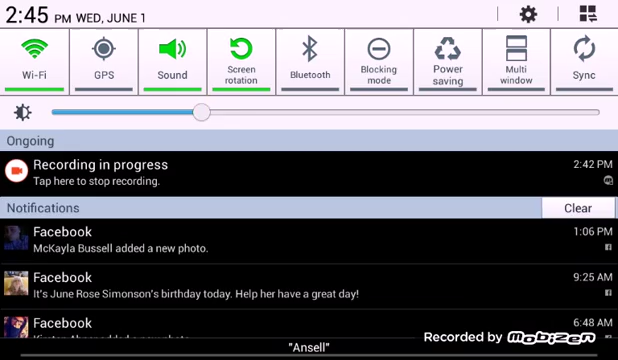 2:45 PM WED, JUNE 1
Wi-Fi
GPS
Sound
Screen
rotation
Bluetooth
Blocking
mode
Power
saving
Multi
window
Sync
Ongoing
Recording in progress
2:42 PM
Tap here to stop recording.
Notifications
Clear
Facebook
1:06 PM
McKayla Bussell added a new photo.
Facebook
9:25 AM
It's June Rose Simonson's birthday today. Help her have a great day!
Facebook
6:48 AM
added a new photo.
Recorded by Mobizen
"Ansell"